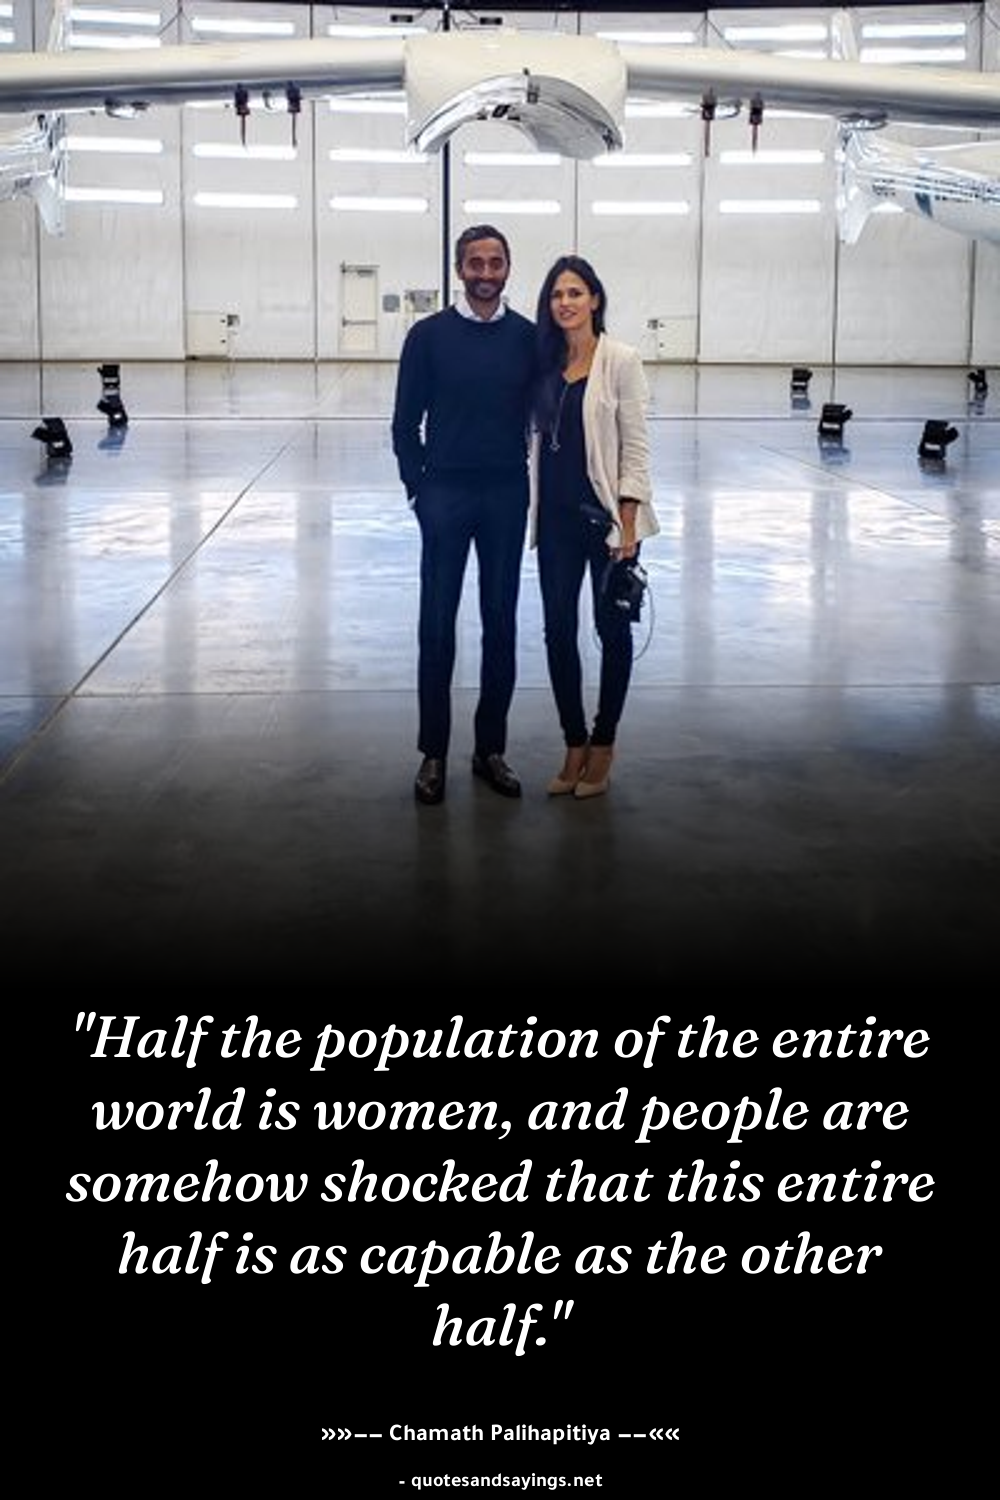 "Half the population of the entire
world is women, and people are
somehow shocked that this entire
half is as capable as the other
half."
»»–– Chamath Palihapitiya ––««
- quotesandsayings.net